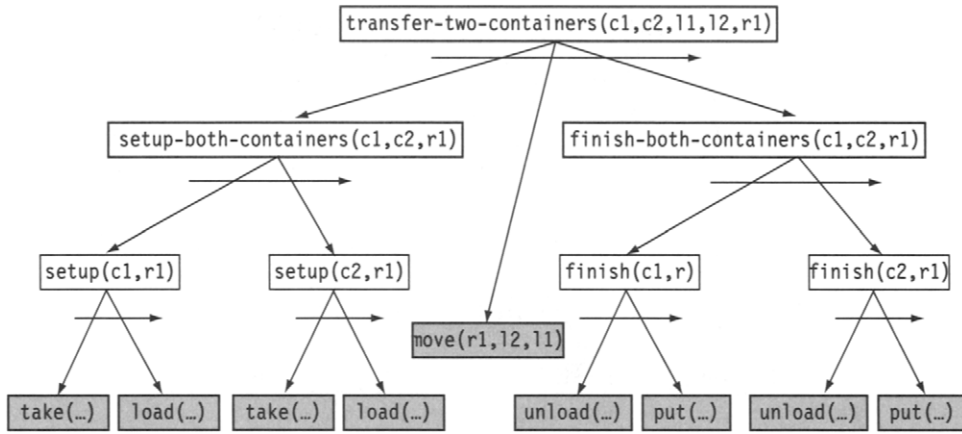 transfer-two-containers(c1,c2,l1,l2,r1)
setup-both-containers(c1,c2,r1)
finish-both-containers(c1,c2,r1)
setup(c1,r1)
setup(c2,r1)
finish(c1,r)
finish(c2,r1)
move(r1,l2,l1)
take(…)
load(…)
take(…)
load(…)
unload(…)
put(…)
unload(…)
put(…)